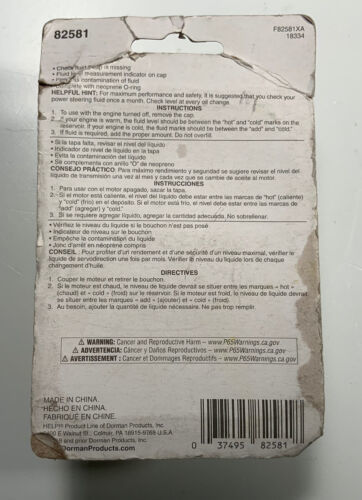 82581
F82581XA
18334
• Check fluid if cap is missing
• Fluid level measurement indicator on cap
contamination of fluid
Complete with neoprene O-ring
HELPFUL HINT: For maximum performance and safety, it is suggested that you check your
power steering fluid once a month. Check level at every oil change.
INSTRUCTIONS
1. To use with the engine turned off, remove the cap.
2. If your engine is warm, the fluid level should be between the "hot" and "cold" marks on the
reservoir. If your engine is cold, the fluid marks should be between the "add" and "cold."
3. If fluid is required, add the proper amount. Do not overfill.
• Si la tapa falta, revisar el nivel del líquido
• Indicador de nivel de líquido en la tapa
• Evita la contaminación del líquido
• Se complementa con anillo "O" de neopreno
CONSEJO PRÁCTICO: Para máximo rendimiento y seguridad se sugiere revisar el nivel del
líquido de transmisión una vez al mes y cada vez que se cambie de aceite al motor.
INSTRUCCIONES
1. Para usar con el motor apagado, sacar la tapa.
2. Si el motor está caliente, el nivel del líquido debe estar entre las marcas de "hot" (caliente)
y "cold" (frío) en el depósito. Si el motor está frío, el nivel debe estar entre las marcas de
"add" (agregar) y "cold".
3. Si se requiere agregar líquido, agregar la cantidad adecuada. No sobrellenar.
• Vérifiez le niveau du liquide si le bouchon n'est pas posé
• Indicateur de niveau sur le bouchon
• Empêche la contamination du liquide
• Joint d'arrêt en néoprène compris
CONSEIL : Pour profiter d'un rendement et d'une sécurité d'un niveau maximal, vérifier le
liquide de servodirection une fois par mois. Vérifier le niveau du liquide lors de chaque
changement d'huile.
DIRECTIVES
1. Couper le moteur et retirer le bouchon.
2. Si le moteur est chaud, le niveau de liquide devrait se situer entre les marques « hot »
(chaud) et « cold » (froid) sur le réservoir. Si le moteur est froid, le niveau de liquide devrait
se situer entre les marques « add » (ajouter) et « cold » (froid).
3. Au besoin, ajouter la quantité de liquide nécessaire. Ne pas trop remplir.
⚠ WARNING: Cancer and Reproductive Harm – www.P65Warnings.ca.gov
⚠ ADVERTENCIA: Cáncer y Daños Reproductivos – www.P65Warnings.ca.gov
⚠ AVERTISSEMENT : Cancer et Dommages Reproductifs – www.P65Warnings.ca.gov
MADE IN CHINA.
HECHO EN CHINA.
FABRIQUÉ EN CHINE.
HELP! Product Line of Dorman Products, Inc.
3400 E Walnut St., Colmar, PA 18915-9768 U.S.A.
and ®Dorman Products, Inc.
DormanProducts.com
0 37495 82581